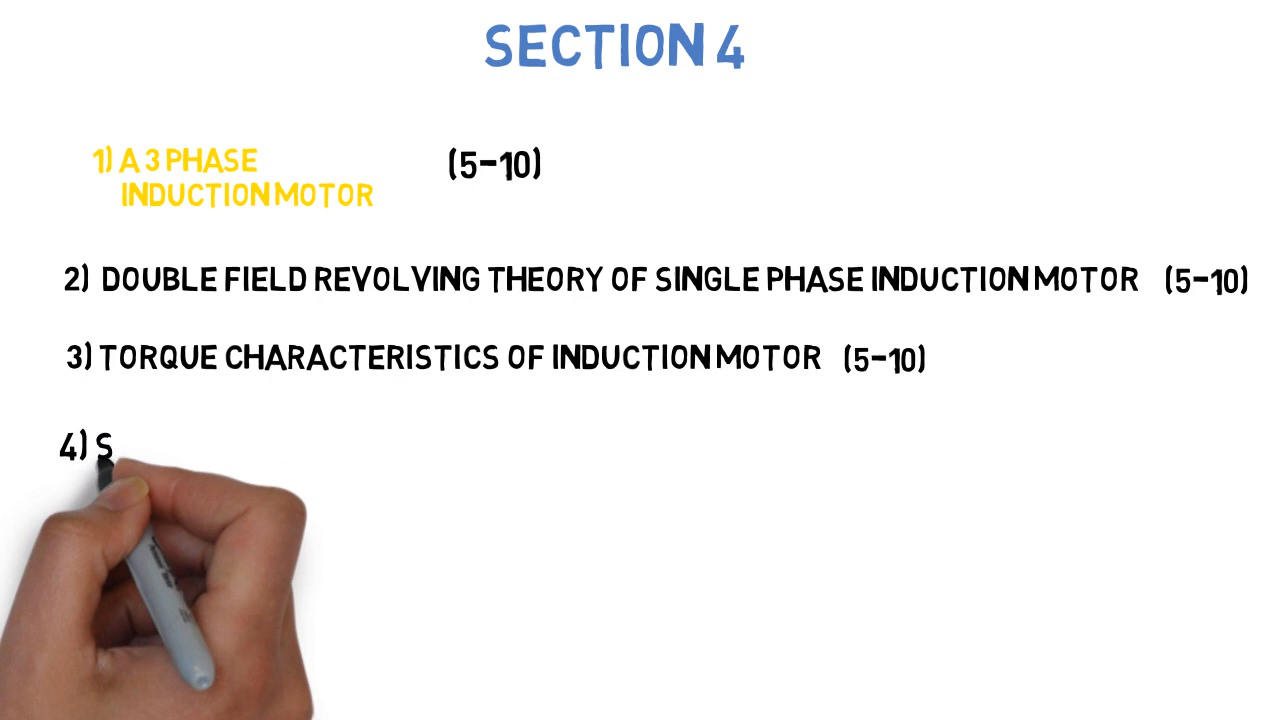 SECTION 4
1) A 3 PHASE (5-10)
INDUCTION MOTOR
2) DOUBLE FIELD REVOLVING THEORY OF SINGLE PHASE INDUCTION MOTOR (5-10)
3) TORQUE CHARACTERISTICS OF INDUCTION MOTOR (5-10)
4) S